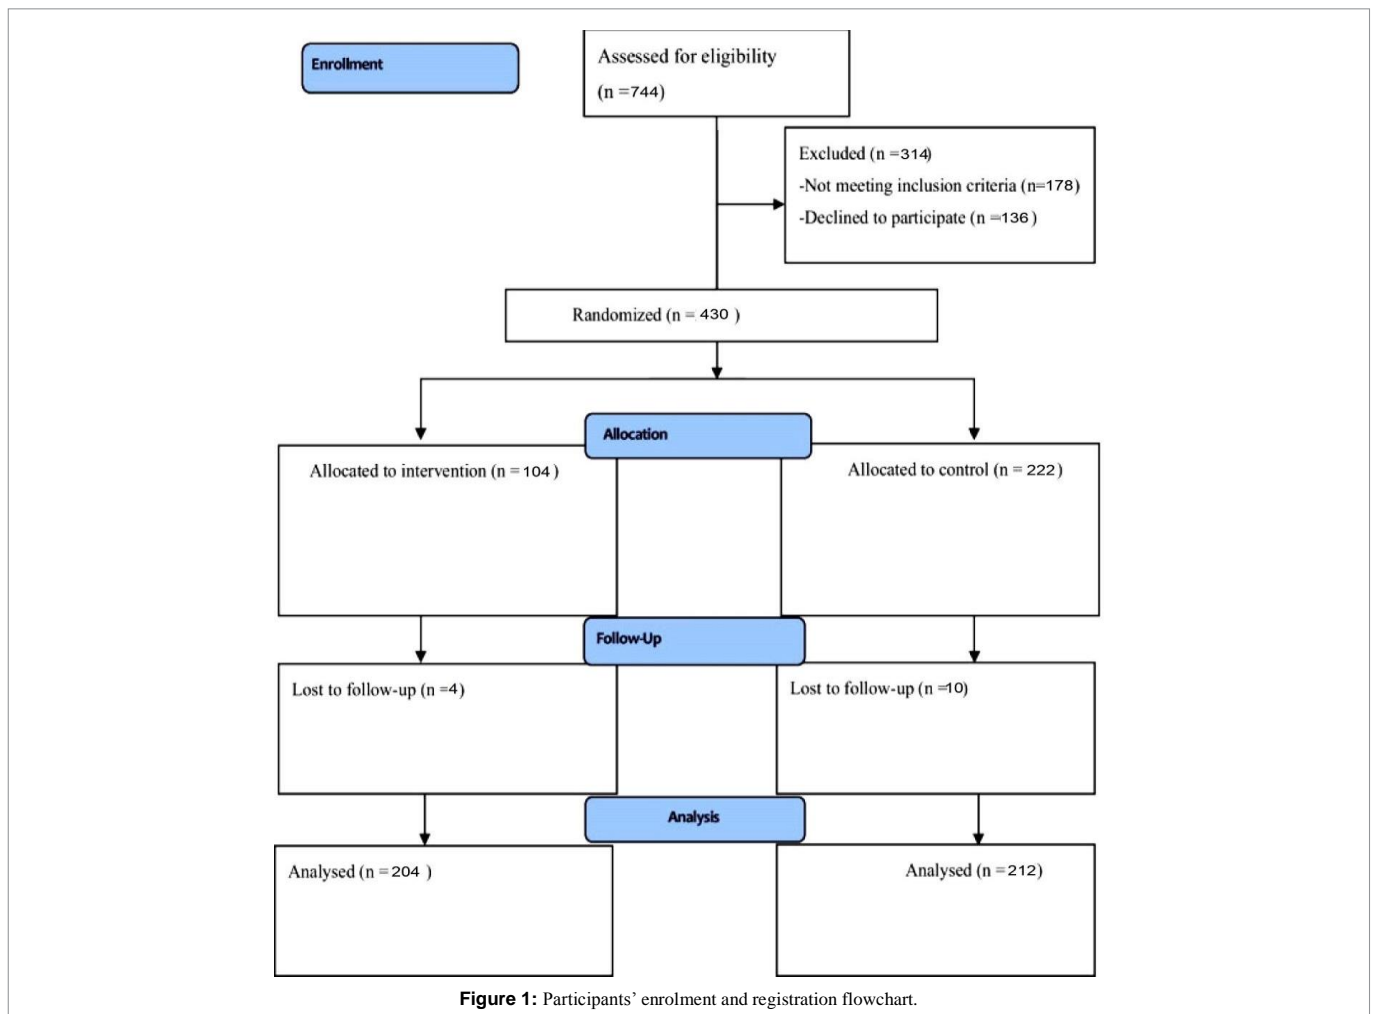 Enrollment
Assessed for eligibility
(n =744)
Excluded (n =314)
-Not meeting inclusion criteria (n=178)
-Declined to participate (n =136 )
Randomized (n = 430 )
Allocation
Allocated to intervention (n = 104 )
Allocated to control (n = 222 )
Follow-Up
Lost to follow-up (n =4)
Lost to follow-up (n =10)
Analysis
Analysed (n = 204 )
Analysed (n = 212)
Figure 1: Participants’ enrolment and registration flowchart.